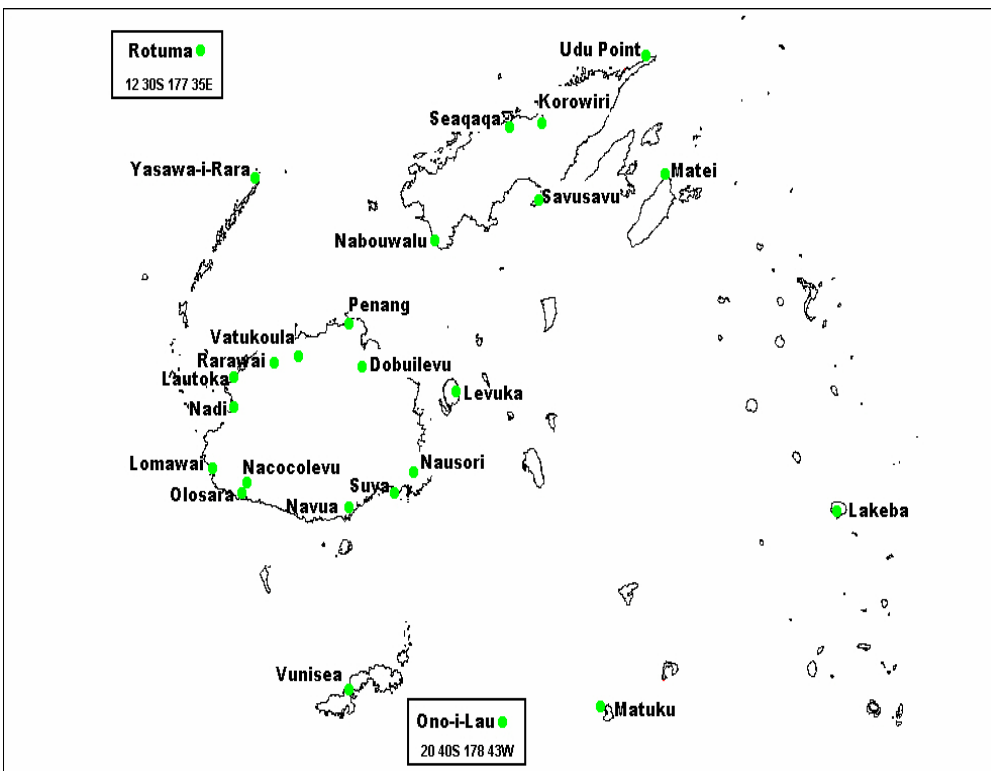 Rotuma
12 30S 177 35E
Udu Point
Korowiri
Seaqaqa
Yasawa-i-Rara
Matei
Savusavu
Nabouwalu
Penang
Vatukoula
Rarawai
Dobuilevu
Lautoka
Levuka
Nadi
Lomawai
Nacocolevu
Nausori
Suva
Olosara
Navua
Lakeba
Vunisea
Matuku
Ono-i-Lau
20 40S 178 43W